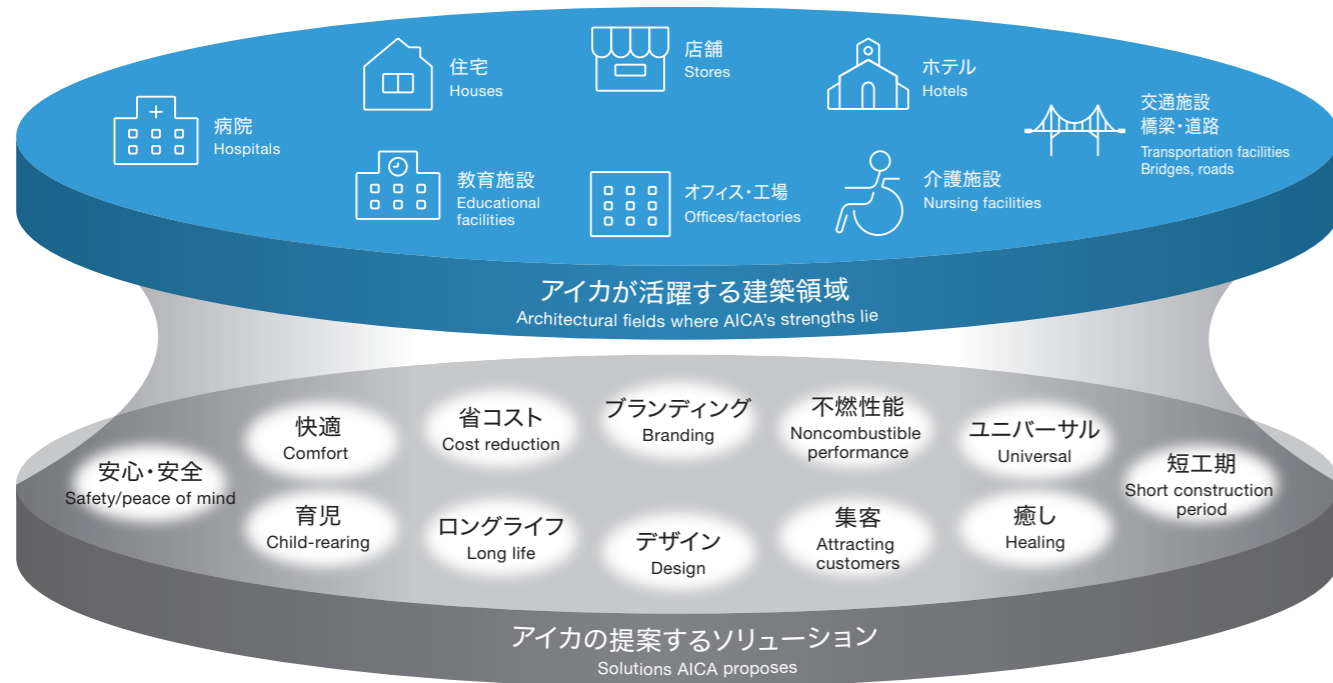 病院
Hospitals
住宅
Houses
店舗
Stores
ホテル
Hotels
交通施設
橋梁・道路
Transportation facilities
Bridges, roads
教育施設
Educational
facilities
オフィス・工場
Offices/factories
介護施設
Nursing facilities
アイカが活躍する建築領域
Architectural fields where AICA's strengths lie
安心・安全
Safety/peace of mind
快適
Comfort
省コスト
Cost reduction
ブランディング
Branding
不燃性能
Noncombustible
performance
ユニバーサル
Universal
短工期
Short construction
period
育児
Child-rearing
ロングライフ
Long life
デザイン
Design
集客
Attracting
customers
癒し
Healing
アイカの提案するソリューション
Solutions AICA proposes